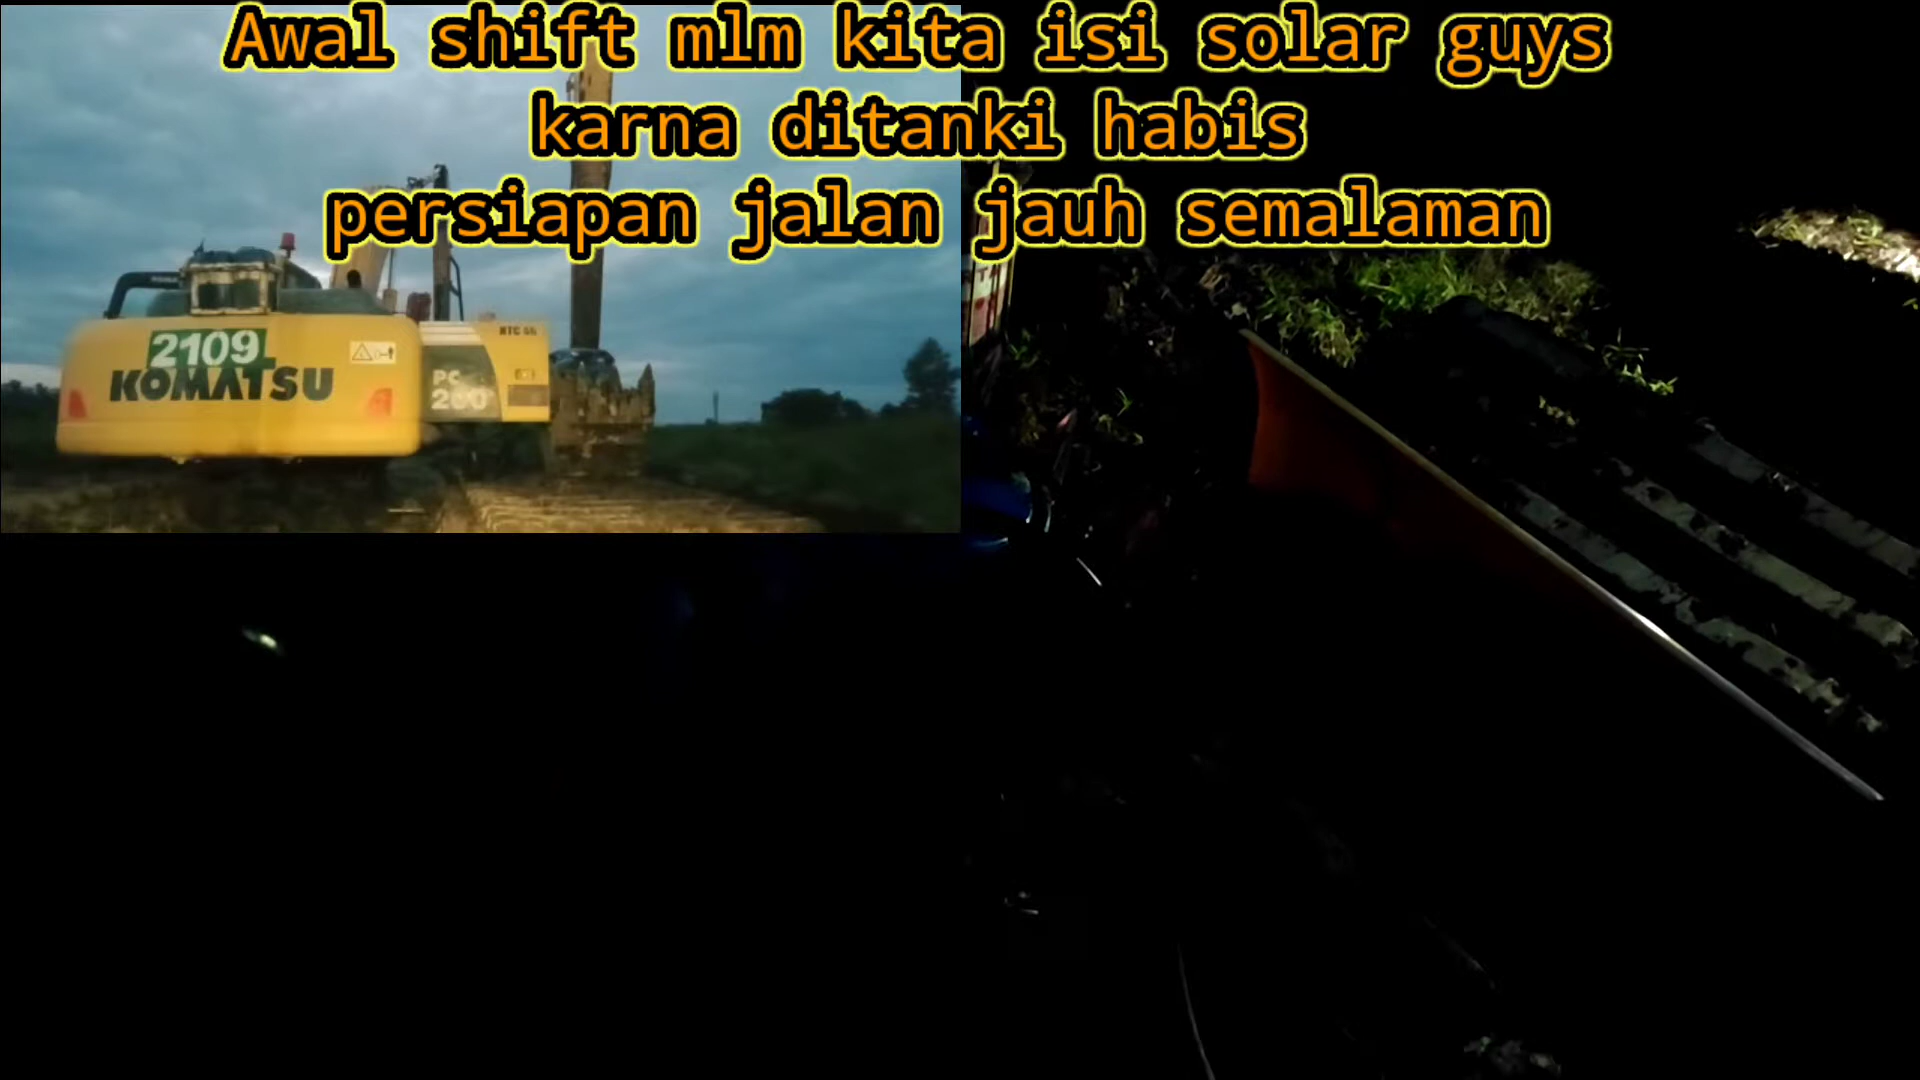 Awal shift mlm kita isi solar guys
karna ditanki habis
persiapan jalan jauh semalaman
2109
KOMATSU
PC
200